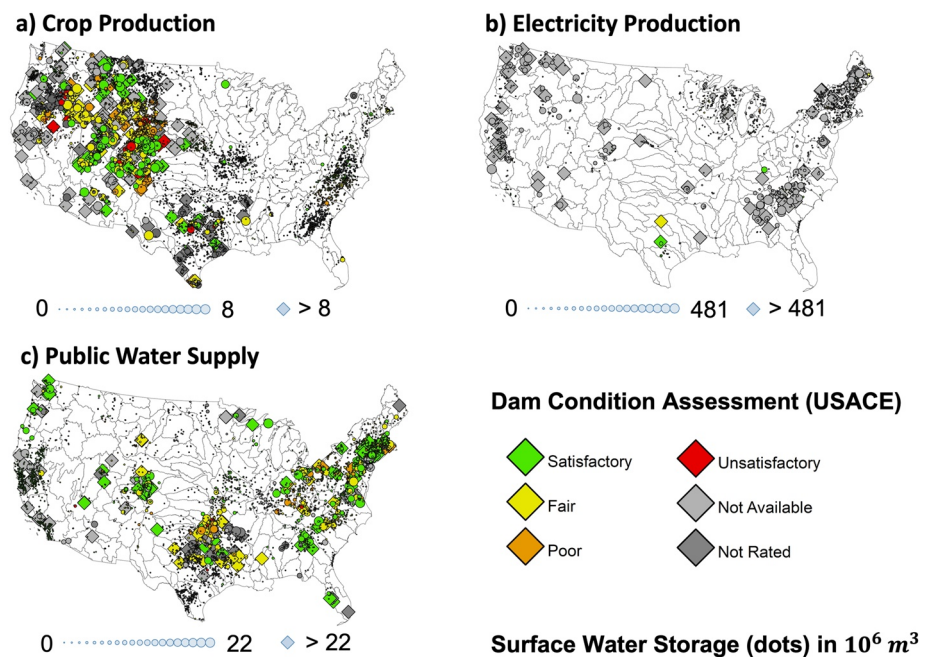 a) Crop Production
b) Electricity Production
0 8 > 8
0 481 > 481
c) Public Water Supply
Dam Condition Assessment (USACE)
Satisfactory Unsatisfactory
Fair Not Available
Poor Not Rated
0 22 > 22
Surface Water Storage (dots) in 10⁶ m³